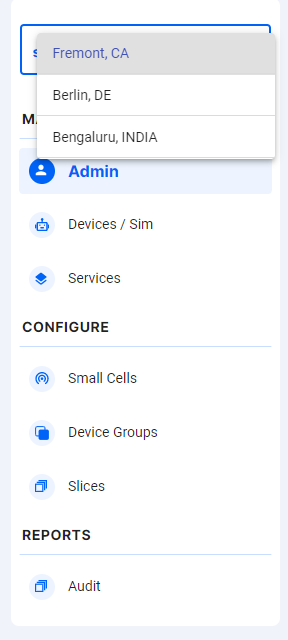 Fremont, CA
Berlin, DE
Bengaluru, INDIA
Admin
Devices / Sim
Services
CONFIGURE
Small Cells
Device Groups
Slices
REPORTS
Audit